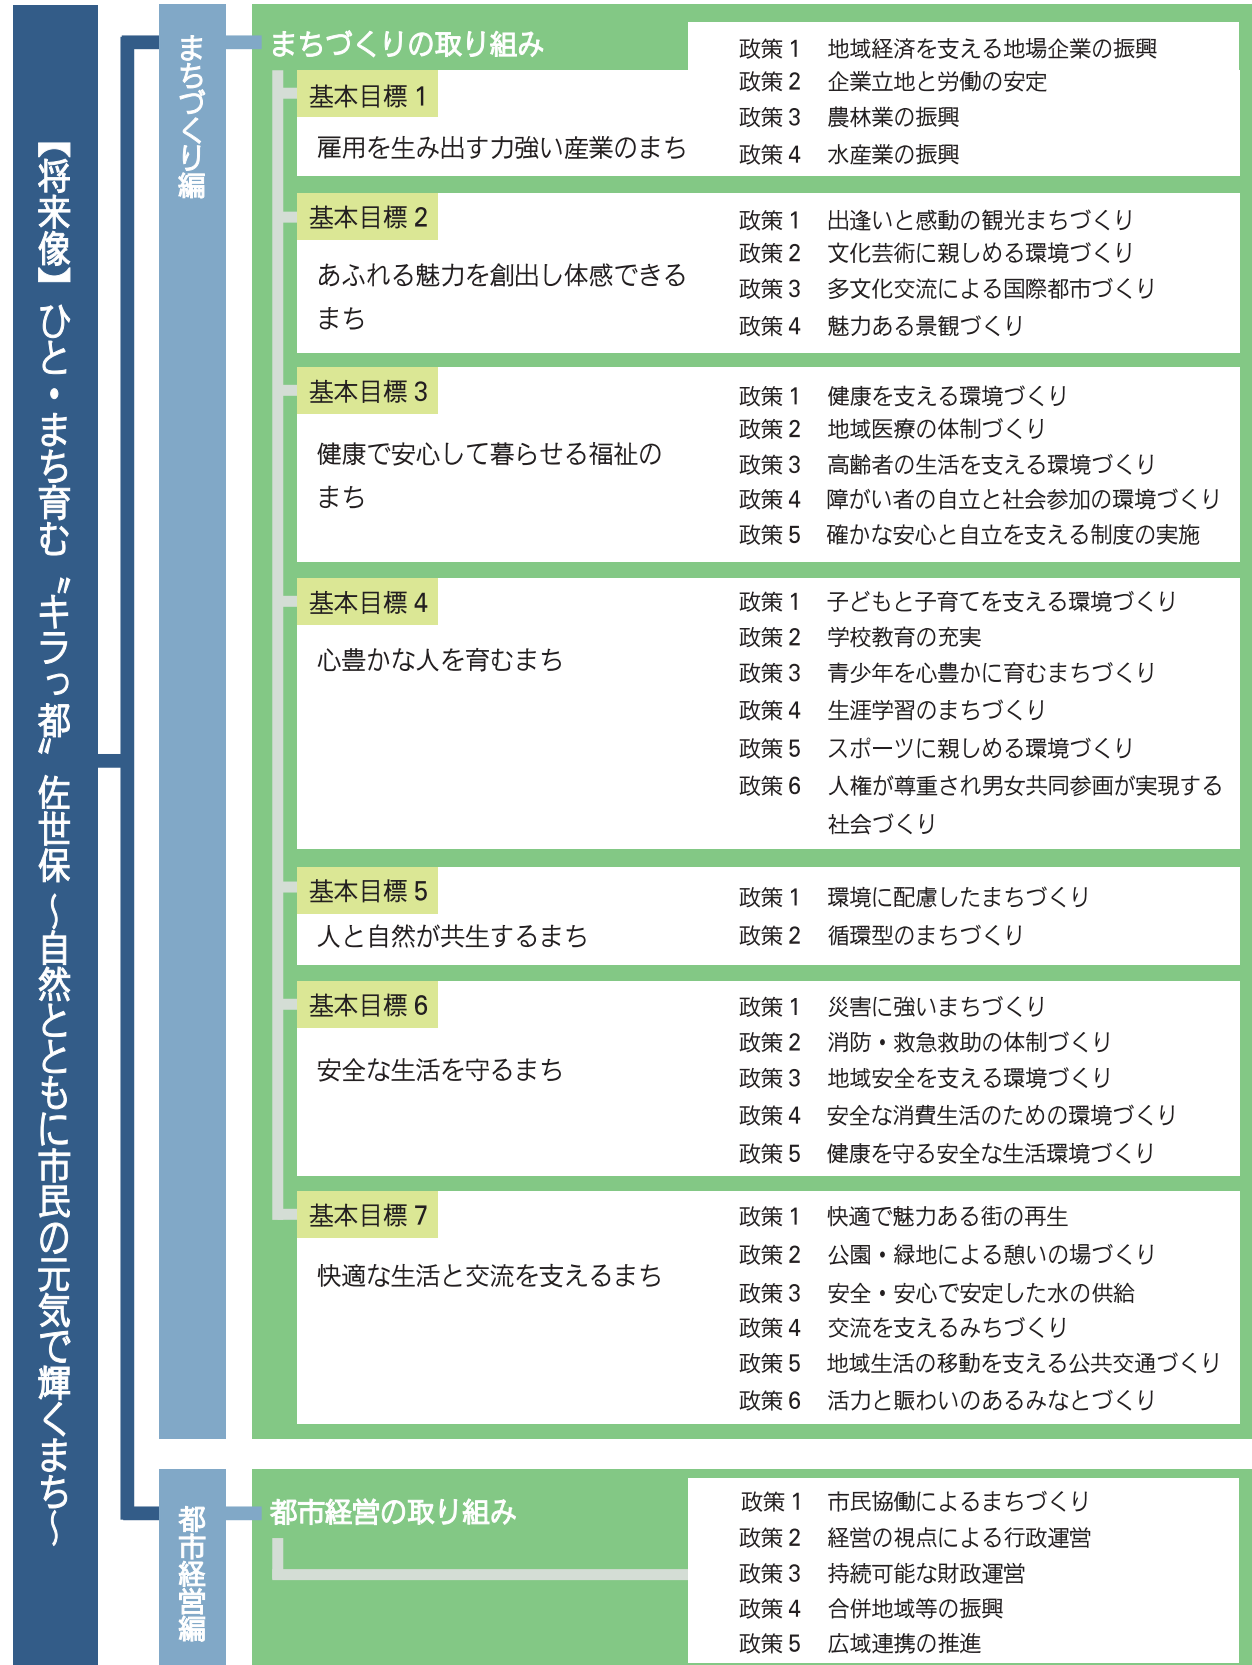 【将来像】ひと・まち育む〝キラっ都〟佐世保～自然とともに市民の元気で輝くまち～
まちづくり編
まちづくりの取り組み
基本目標 1
雇用を生み出す力強い産業のまち
政策 1 地域経済を支える地場企業の振興
政策 2 企業立地と労働の安定
政策 3 農林業の振興
政策 4 水産業の振興
基本目標 2
あふれる魅力を創出し体感できる
まち
政策 1 出逢いと感動の観光まちづくり
政策 2 文化芸術に親しめる環境づくり
政策 3 多文化交流による国際都市づくり
政策 4 魅力ある景観づくり
基本目標 3
健康で安心して暮らせる福祉の
まち
政策 1 健康を支える環境づくり
政策 2 地域医療の体制づくり
政策 3 高齢者の生活を支える環境づくり
政策 4 障がい者の自立と社会参加の環境づくり
政策 5 確かな安心と自立を支える制度の実施
基本目標 4
心豊かな人を育むまち
政策 1 子どもと子育てを支える環境づくり
政策 2 学校教育の充実
政策 3 青少年を心豊かに育むまちづくり
政策 4 生涯学習のまちづくり
政策 5 スポーツに親しめる環境づくり
政策 6 人権が尊重され男女共同参画が実現する
社会づくり
基本目標 5
人と自然が共生するまち
政策 1 環境に配慮したまちづくり
政策 2 循環型のまちづくり
基本目標 6
安全な生活を守るまち
政策 1 災害に強いまちづくり
政策 2 消防・救急救助の体制づくり
政策 3 地域安全を支える環境づくり
政策 4 安全な消費生活のための環境づくり
政策 5 健康を守る安全な生活環境づくり
基本目標 7
快適な生活と交流を支えるまち
政策 1 快適で魅力ある街の再生
政策 2 公園・緑地による憩いの場づくり
政策 3 安全・安心で安定した水の供給
政策 4 交流を支えるみちづくり
政策 5 地域生活の移動を支える公共交通づくり
政策 6 活力と賑わいのあるみなとづくり
都市経営編
都市経営の取り組み
政策 1 市民協働によるまちづくり
政策 2 経営の視点による行政運営
政策 3 持続可能な財政運営
政策 4 合併地域等の振興
政策 5 広域連携の推進